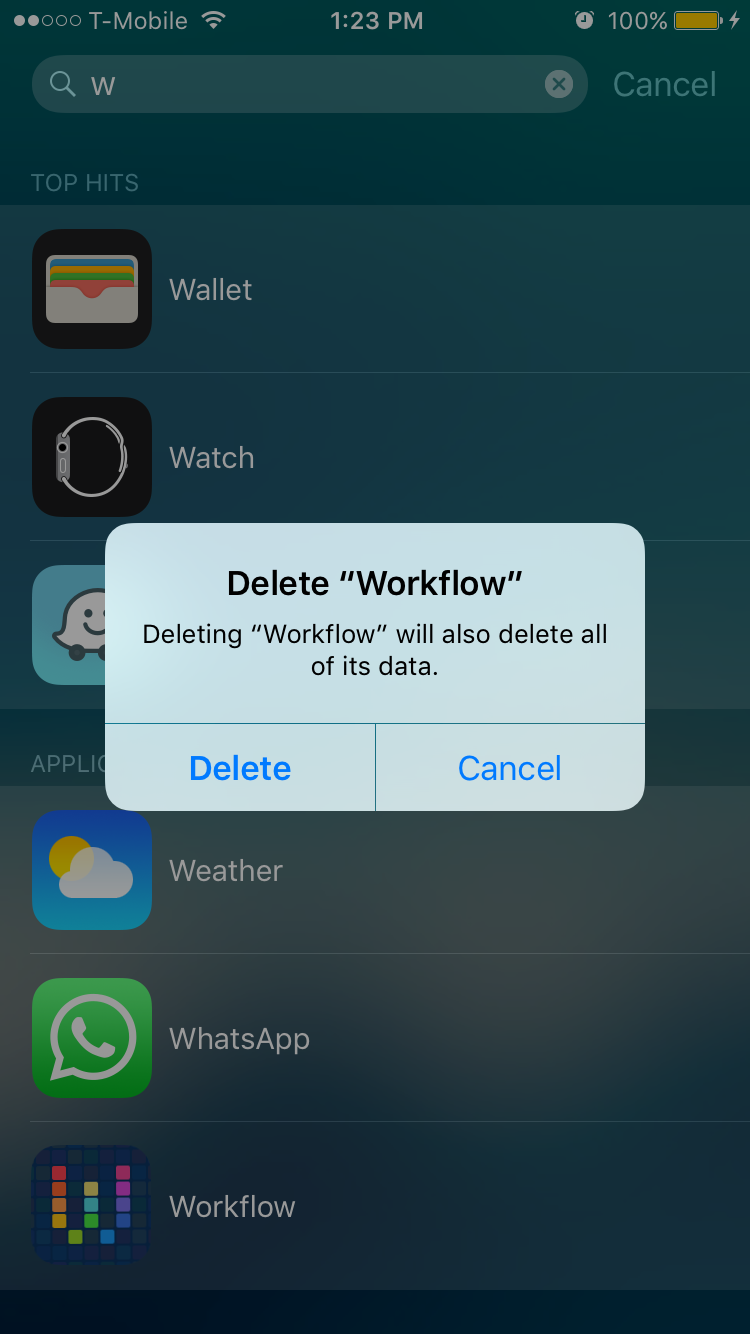 T-Mobile 1:23 PM 100%
W Cancel
TOP HITS
Wallet
Watch
Delete “Workflow”
Deleting “Workflow” will also delete all
of its data.
Delete Cancel
APPLIC
Weather
WhatsApp
Workflow